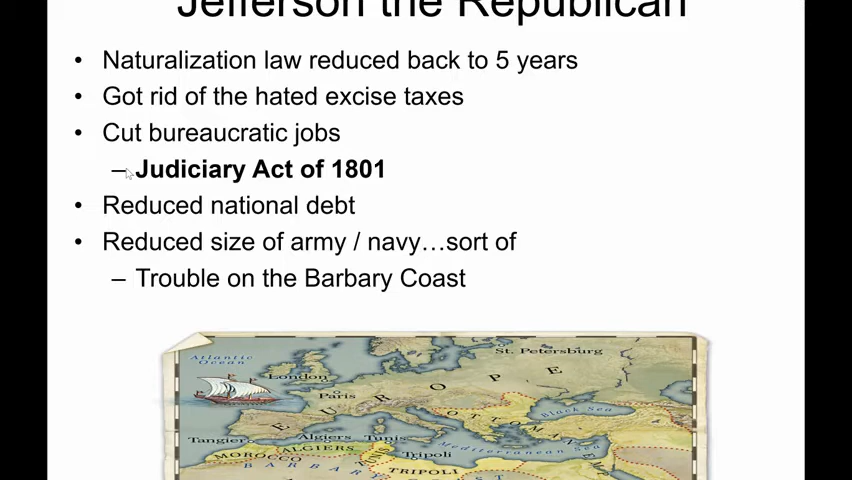 Jefferson the Republican
• Naturalization law reduced back to 5 years
• Got rid of the hated excise taxes
• Cut bureaucratic jobs
– Judiciary Act of 1801
• Reduced national debt
• Reduced size of army / navy…sort of
– Trouble on the Barbary Coast
Atlantic
Ocean
St. Petersburg
London
Paris
EUROPE
Black Sea
OTTOMAN
Tangier
Algiers
Tunis
Mediterranean Sea
Tripoli
MOROCCO
ALGIERS
TUNIS
TRIPOLI
BARBARY